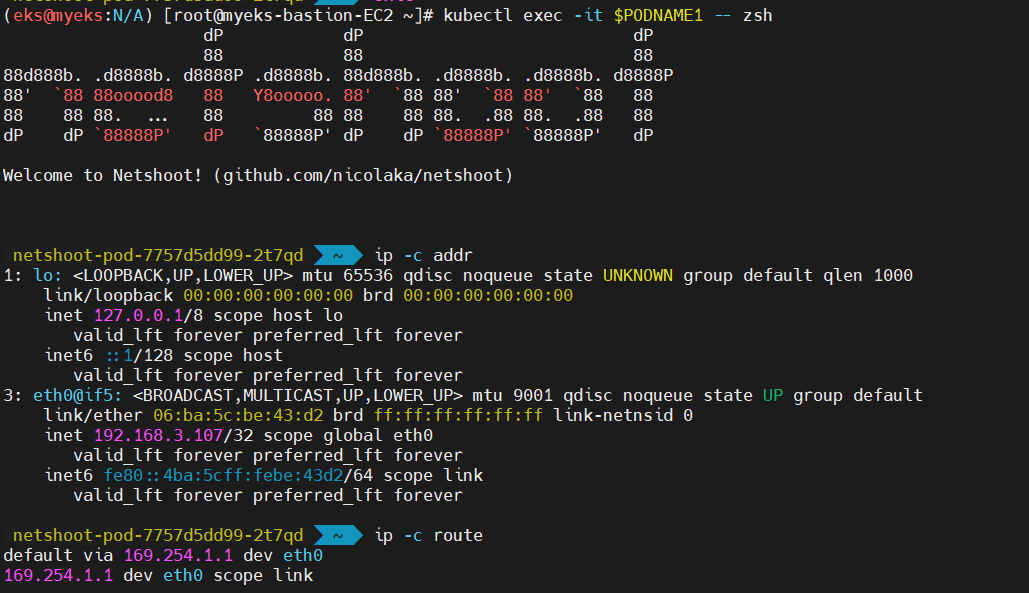 (eks@myeks:N/A) [root@myeks-bastion-EC2 ~]# kubectl exec -it $PODNAME1 -- zsh
                    dP            dP                           dP
                    88            88                           88
88d888b. .d8888b. d8888P .d8888b. 88d888b. .d8888b. .d8888b. d8888P
88'  `88 88ooood8   88   Y8ooooo. 88'  `88 88'  `88 88'  `88   88
88    88 88.  ...   88         88 88    88 88.  .88 88.  .88   88
dP    dP `88888P'   dP   `88888P' dP    dP `88888P' `88888P'   dP
Welcome to Netshoot! (github.com/nicolaka/netshoot)
netshoot-pod-7757d5dd99-2t7qd ~ ip -c addr
1: lo: <LOOPBACK,UP,LOWER_UP> mtu 65536 qdisc noqueue state UNKNOWN group default qlen 1000
    link/loopback 00:00:00:00:00:00 brd 00:00:00:00:00:00
    inet 127.0.0.1/8 scope host lo
       valid_lft forever preferred_lft forever
    inet6 ::1/128 scope host
       valid_lft forever preferred_lft forever
3: eth0@if5: <BROADCAST,MULTICAST,UP,LOWER_UP> mtu 9001 qdisc noqueue state UP group default
    link/ether 06:ba:5c:be:43:d2 brd ff:ff:ff:ff:ff:ff link-netnsid 0
    inet 192.168.3.107/32 scope global eth0
       valid_lft forever preferred_lft forever
    inet6 fe80::4ba:5cff:febe:43d2/64 scope link
       valid_lft forever preferred_lft forever
netshoot-pod-7757d5dd99-2t7qd ~ ip -c route
default via 169.254.1.1 dev eth0
169.254.1.1 dev eth0 scope link